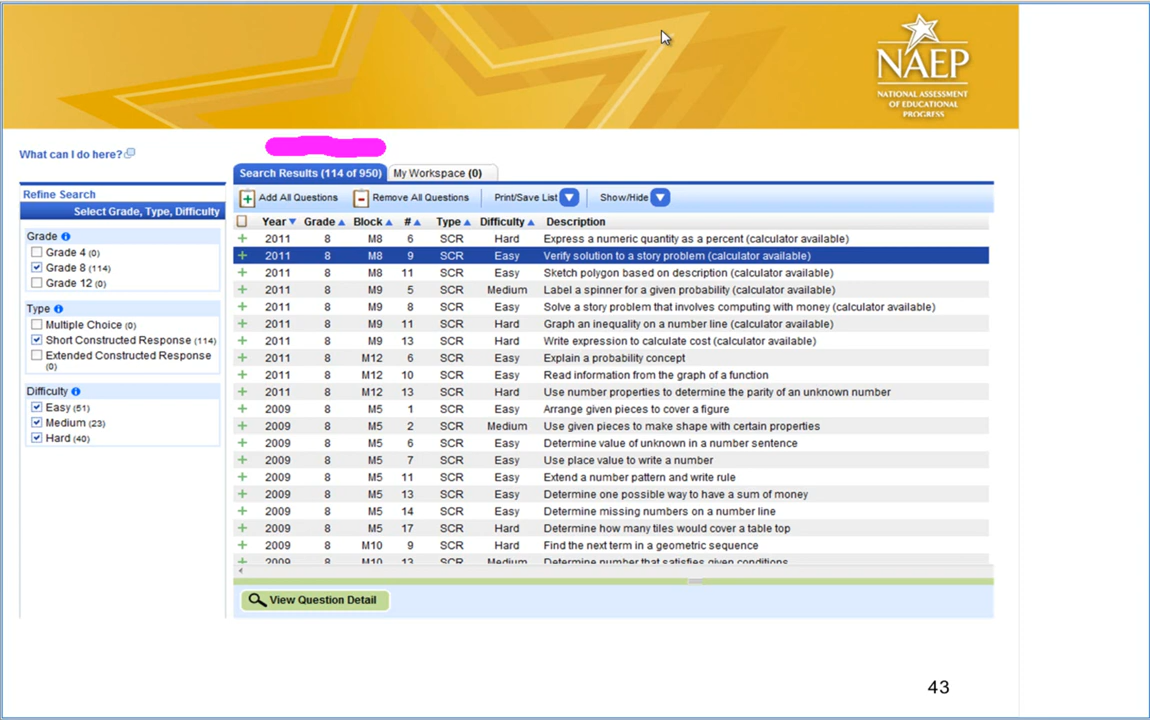 NAEP
NATIONAL ASSESSMENT
OF EDUCATIONAL
PROGRESS
What can I do here?
Search Results (114 of 950) My Workspace (0)
Refine Search
Select Grade, Type, Difficulty
Grade
Grade 4 (0)
Grade 8 (114)
Grade 12 (0)
Type
Multiple Choice (0)
Short Constructed Response (114)
Extended Constructed Response
(0)
Difficulty
Easy (51)
Medium (23)
Hard (40)
Add All Questions Remove All Questions Print/Save List Show/Hide
Year Grade Block # Type Difficulty Description
2011 8 M8 6 SCR Hard Express a numeric quantity as a percent (calculator available)
2011 8 M8 9 SCR Easy Verify solution to a story problem (calculator available)
2011 8 M8 11 SCR Easy Sketch polygon based on description (calculator available)
2011 8 M9 5 SCR Medium Label a spinner for a given probability (calculator available)
2011 8 M9 8 SCR Easy Solve a story problem that involves computing with money (calculator available)
2011 8 M9 11 SCR Hard Graph an inequality on a number line (calculator available)
2011 8 M9 13 SCR Hard Write expression to calculate cost (calculator available)
2011 8 M12 6 SCR Easy Explain a probability concept
2011 8 M12 10 SCR Easy Read information from the graph of a function
2011 8 M12 13 SCR Hard Use number properties to determine the parity of an unknown number
2009 8 M5 1 SCR Easy Arrange given pieces to cover a figure
2009 8 M5 2 SCR Medium Use given pieces to make shape with certain properties
2009 8 M5 6 SCR Easy Determine value of unknown in a number sentence
2009 8 M5 7 SCR Easy Use place value to write a number
2009 8 M5 11 SCR Easy Extend a number pattern and write rule
2009 8 M5 13 SCR Easy Determine one possible way to have a sum of money
2009 8 M5 14 SCR Easy Determine missing numbers on a number line
2009 8 M5 17 SCR Hard Determine how many tiles would cover a table top
2009 8 M10 9 SCR Hard Find the next term in a geometric sequence
2009 8 M10 13 SCR Medium Determine number that satisfies given conditions
View Question Detail
43